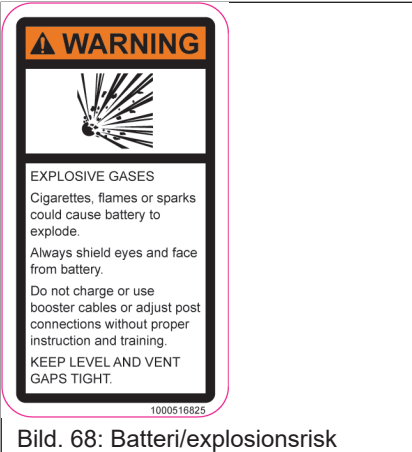 WARNING
EXPLOSIVE GASES
Cigarettes, flames or sparks
could cause battery to
explode.
Always shield eyes and face
from battery.
Do not charge or use
booster cables or adjust post
connections without proper
instruction and training.
KEEP LEVEL AND VENT
GAPS TIGHT.
1000516825
Bild. 68: Batteri/explosionsrisk